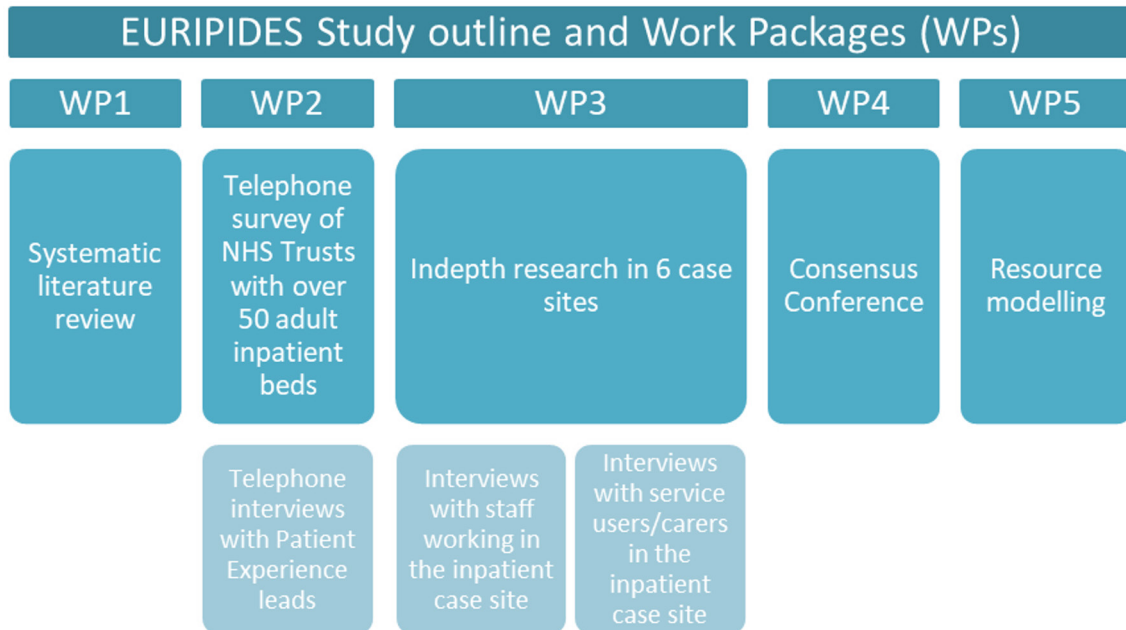 EURIPIDES Study outline and Work Packages (WPs)
WP1
WP2
WP3
WP4
WP5
Systematic
literature
review
Telephone
survey of
NHS Trusts
with over
50 adult
inpatient
beds
Indepth research in 6 case
sites
Consensus
Conference
Resource
modelling
Telephone
interviews
with Patient
Experience
leads
Interviews
with staff
working in
the inpatient
case site
Interviews
with service
users/carers
in the
inpatient
case site